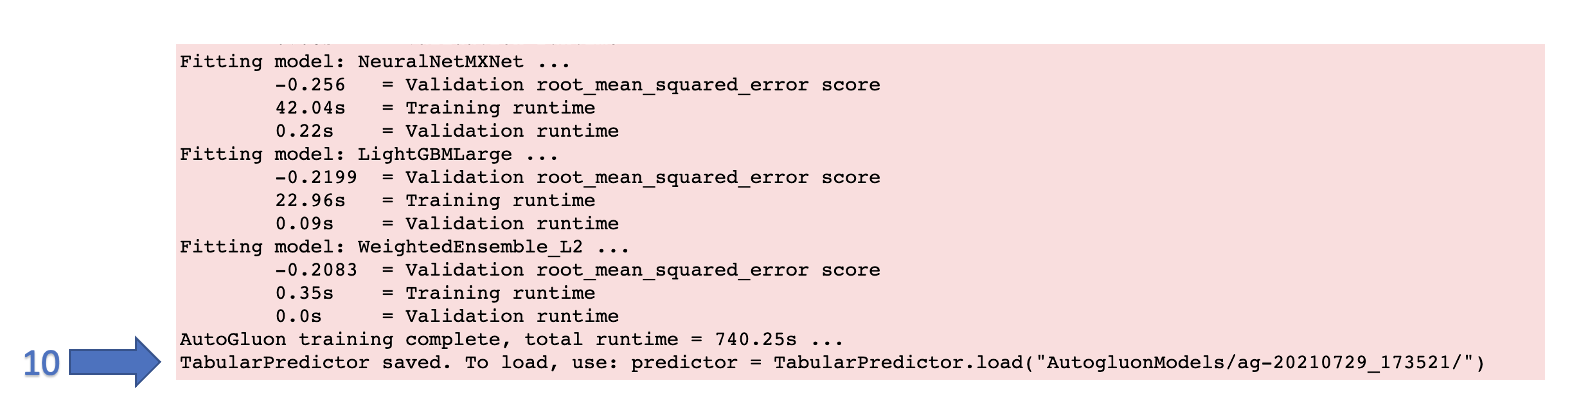 Fitting model: NeuralNetMXNet ...
-0.256 = Validation root_mean_squared_error score
42.04s = Training runtime
0.22s = Validation runtime
Fitting model: LightGBMLarge ...
-0.2199 = Validation root_mean_squared_error score
22.96s = Training runtime
0.09s = Validation runtime
Fitting model: WeightedEnsemble_L2 ...
-0.2083 = Validation root_mean_squared_error score
0.35s = Training runtime
0.0s = Validation runtime
AutoGluon training complete, total runtime = 740.25s ...
10
TabularPredictor saved. To load, use: predictor = TabularPredictor.load("AutogluonModels/ag-20210729_173521/")